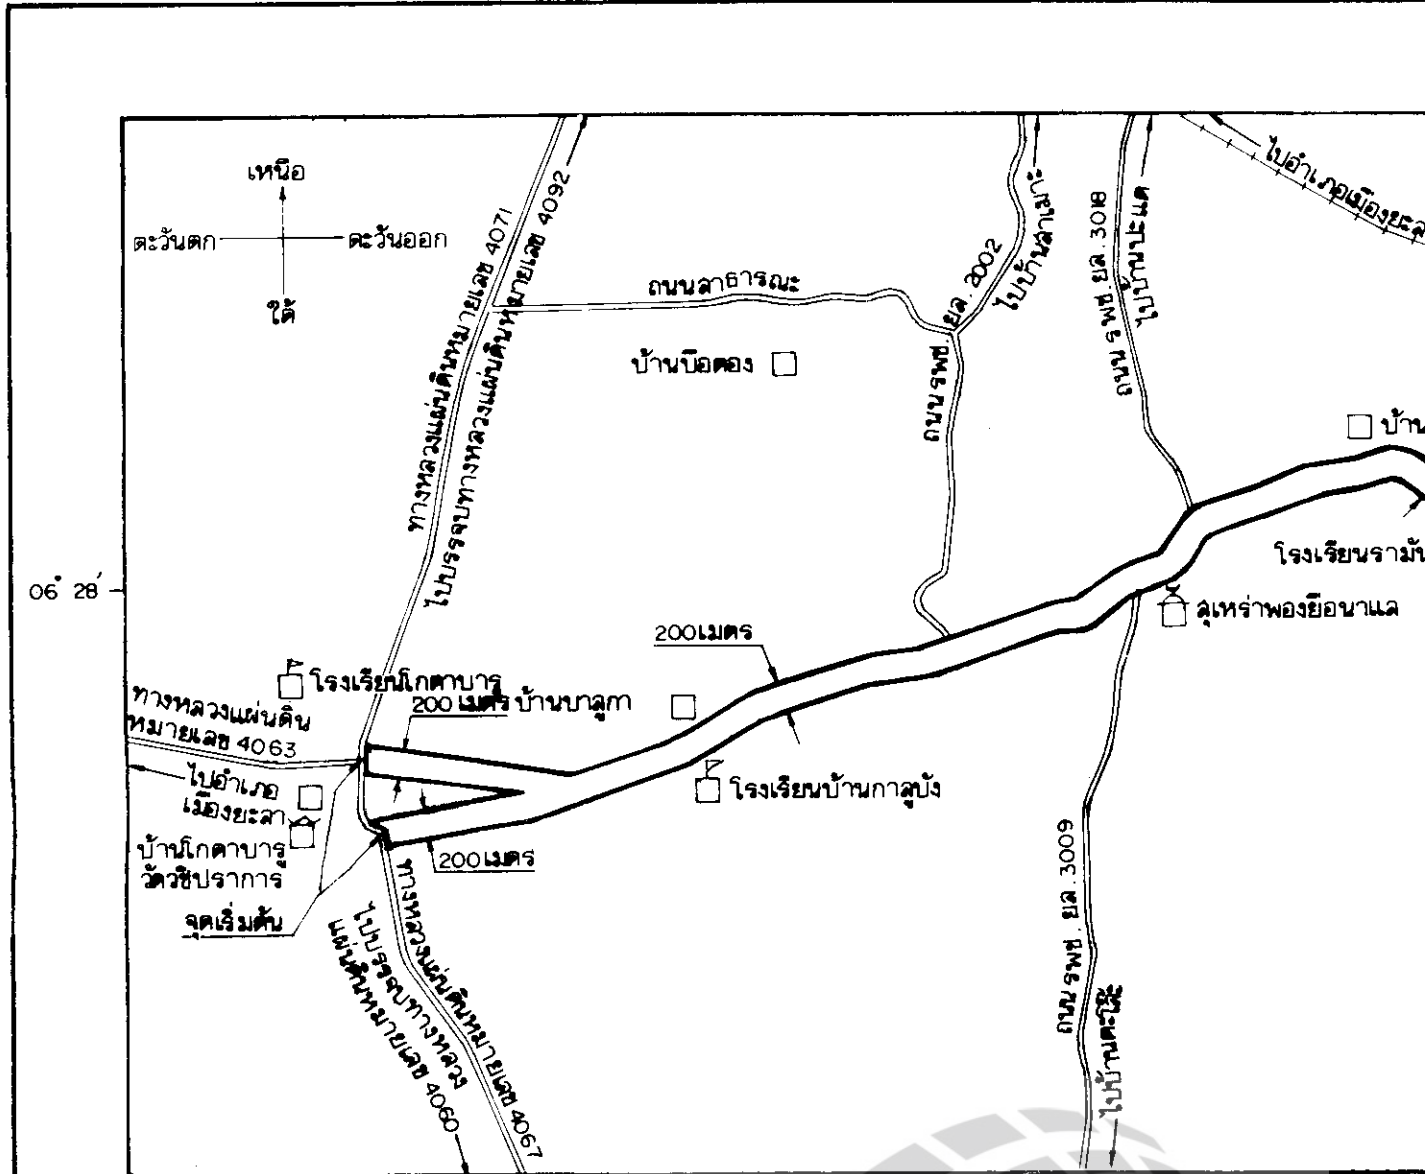 เหนือ
ตะวันตก
ตะวันออก
ใต้
ทางหลวงแผ่นดินหมายเลข 4071
ไปบรรจบทางหลวงแผ่นดินหมายเลข 4092
ถนนสาธารณะ
บ้านบือดอง
ถนน รพช. ยล. 2002
ถนน รพช. ยล. 3018
ไปบ้านปะแต
ไปอำเภอเมืองยะลา
บ้าน
โรงเรียนรามัน
สุเหร่าพองยือนาแล
06° 28'
200 เมตร
โรงเรียนโกตาบารู
200 เมตร
บ้านบาลูกา
ทางหลวงแผ่นดิน
หมายเลข 4063
ไปอำเภอ
เมืองยะลา
บ้านโกตาบารู
วัดวชิปราการ
จุดเริ่มต้น
โรงเรียนบ้านกาลูบัง
200 เมตร
ทางหลวงแผ่นดินหมายเลข 4067
ไปบรรจบทางหลวง
แผ่นดินหมายเลข 4060
ถนน รพช. ยล. 3009
ไปบ้านตะโล๊ะ